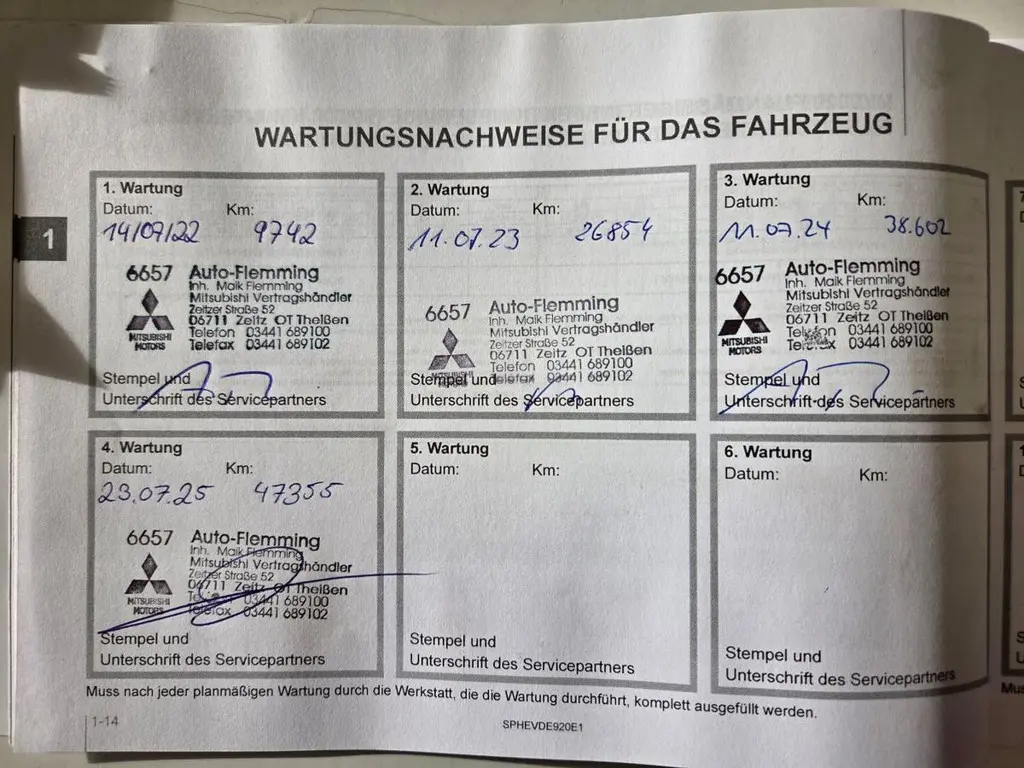 WARTUNGSNACHWEISE FÜR DAS FAHRZEUG
1
1. Wartung
Datum: Km:
14/07/22 9742
6657 Auto-Flemming
Inh. Maik Flemming
Mitsubishi Vertragshändler
Zeitzer Straße 52
06711 Zeitz OT Theißen
Telefon 03441 689100
Telefax 03441 689102
MITSUBISHI
MOTORS
Stempel und
Unterschrift des Servicepartners
2. Wartung
Datum: Km:
11.07.23 26854
6657 Auto-Flemming
Inh. Maik Flemming
Mitsubishi Vertragshändler
Zeitzer Straße 52
06711 Zeitz OT Theißen
Telefon 03441 689100
Telefax 03441 689102
MITSUBISHI
Stempel und
Unterschrift des Servicepartners
3. Wartung
Datum: Km:
11.07.24 38.602
6657 Auto-Flemming
Inh. Maik Flemming
Mitsubishi Vertragshändler
Zeitzer Straße 52
06711 Zeitz OT Theißen
Telefon 03441 689100
Telefax 03441 689102
MITSUBISHI
MOTORS
Stempel und
Unterschrift des Servicepartners
4. Wartung
Datum: Km:
23.07.25 47355
6657 Auto-Flemming
Inh. Maik Flemming
Mitsubishi Vertragshändler
Zeitzer Straße 52
06711 Zeitz OT Theißen
03441 689100
Telefax 03441 689102
MITSUBISHI
MOTORS
Stempel und
Unterschrift des Servicepartners
5. Wartung
Datum: Km:
Stempel und
Unterschrift des Servicepartners
6. Wartung
Datum: Km:
Stempel und
Unterschrift des Servicepartners
Muss nach jeder planmäßigen Wartung durch die Werkstatt, die die Wartung durchführt, komplett ausgefüllt werden.
1-14
SPHEVDE920E1